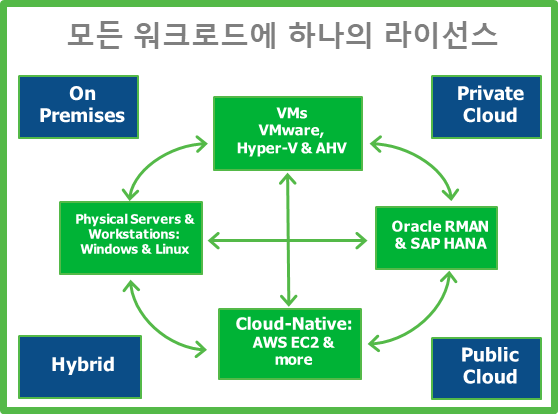 모든 워크로드에 하나의 라이선스
On
Premises
Private
Cloud
VMs
VMware,
Hyper-V & AHV
Physical Servers &
Workstations:
Windows & Linux
Oracle RMAN
& SAP HANA
Cloud-Native:
AWS EC2 &
more
Hybrid
Public
Cloud